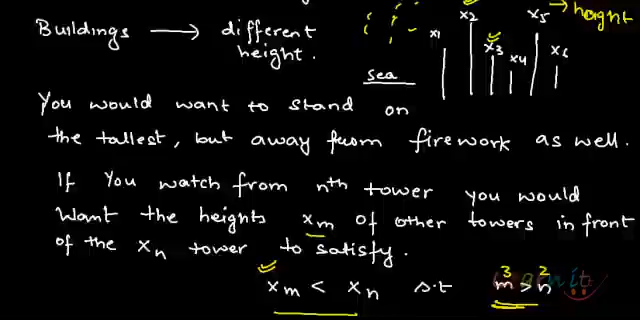 Buildings → different height.
x1 x2 x3 x4 x5 x6 → height
sea
You would want to stand on
the tallest, but away from firework as well.
If You watch from nth tower you would
want the heights xm of other towers in front
of the xn tower to satisfy.
xm < xn s.t m > n
3 2